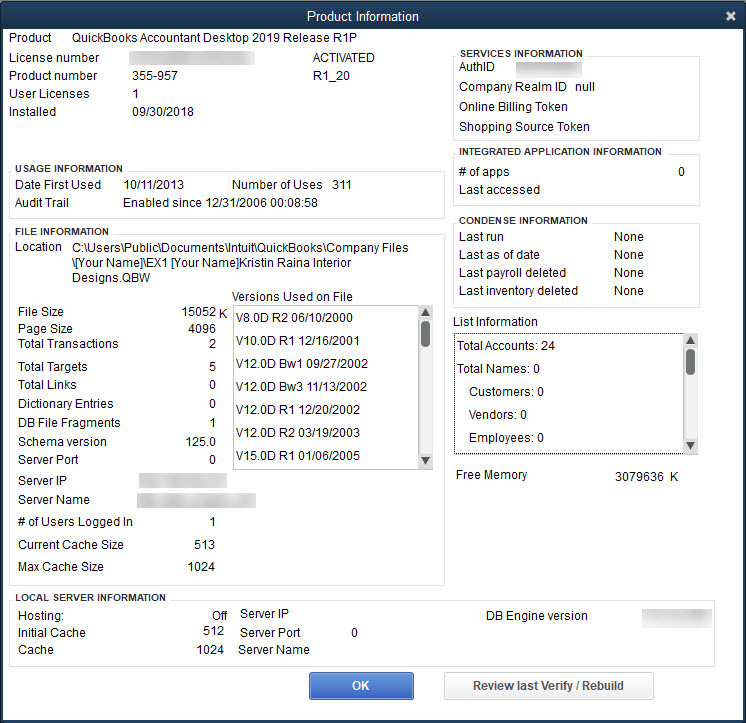 Product Information
Product QuickBooks Accountant Desktop 2019 Release R1P
License number ACTIVATED
Product number 355-957 R1_20
User Licenses 1
Installed 09/30/2018
SERVICES INFORMATION
AuthID
Company Realm ID null
Online Billing Token
Shopping Source Token
INTEGRATED APPLICATION INFORMATION
# of apps 0
Last accessed
USAGE INFORMATION
Date First Used 10/11/2013 Number of Uses 311
Audit Trail Enabled since 12/31/2006 00:08:58
CONDENSE INFORMATION
Last run None
Last as of date None
Last payroll deleted None
Last inventory deleted None
FILE INFORMATION
Location C:\Users\Public\Documents\Intuit\QuickBooks\Company Files
\[Your Name]\EX1 [Your Name]Kristin Raina Interior
Designs.QBW
File Size 15052 K
Page Size 4096
Total Transactions 2
Total Targets 5
Total Links 0
Dictionary Entries 0
DB File Fragments 1
Schema version 125.0
Server Port 0
Server IP
Server Name
# of Users Logged In 1
Current Cache Size 513
Max Cache Size 1024
Versions Used on File
V8.0D R2 06/10/2000
V10.0D R1 12/16/2001
V12.0D Bw1 09/27/2002
V12.0D Bw3 11/13/2002
V12.0D R1 12/20/2002
V12.0D R2 03/19/2003
V15.0D R1 01/06/2005
List Information
Total Accounts: 24
Total Names: 0
Customers: 0
Vendors: 0
Employees: 0
Free Memory 3079636 K
LOCAL SERVER INFORMATION
Hosting: Off Server IP DB Engine version
Initial Cache 512 Server Port 0
Cache 1024 Server Name
OK Review last Verify / Rebuild